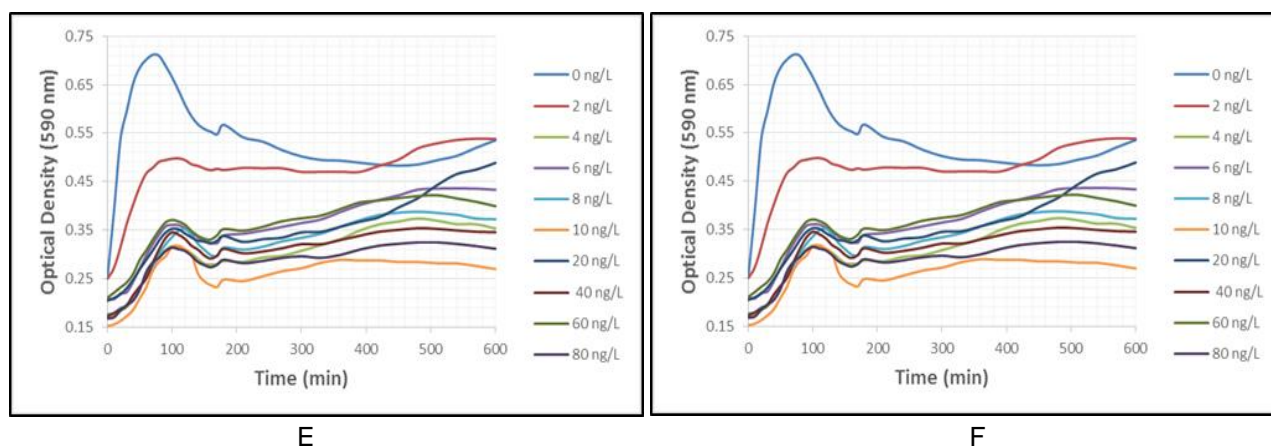 0.75
0.65
0.55
0.45
0.35
0.25
0.15
Optical Density (590 nm)
0 100 200 300 400 500 600
Time (min)
0 ng/L
2 ng/L
4 ng/L
6 ng/L
8 ng/L
10 ng/L
20 ng/L
40 ng/L
60 ng/L
80 ng/L
E
0.75
0.65
0.55
0.45
0.35
0.25
0.15
Optical Density (590 nm)
0 100 200 300 400 500 600
Time (min)
0 ng/L
2 ng/L
4 ng/L
6 ng/L
8 ng/L
10 ng/L
20 ng/L
40 ng/L
60 ng/L
80 ng/L
F